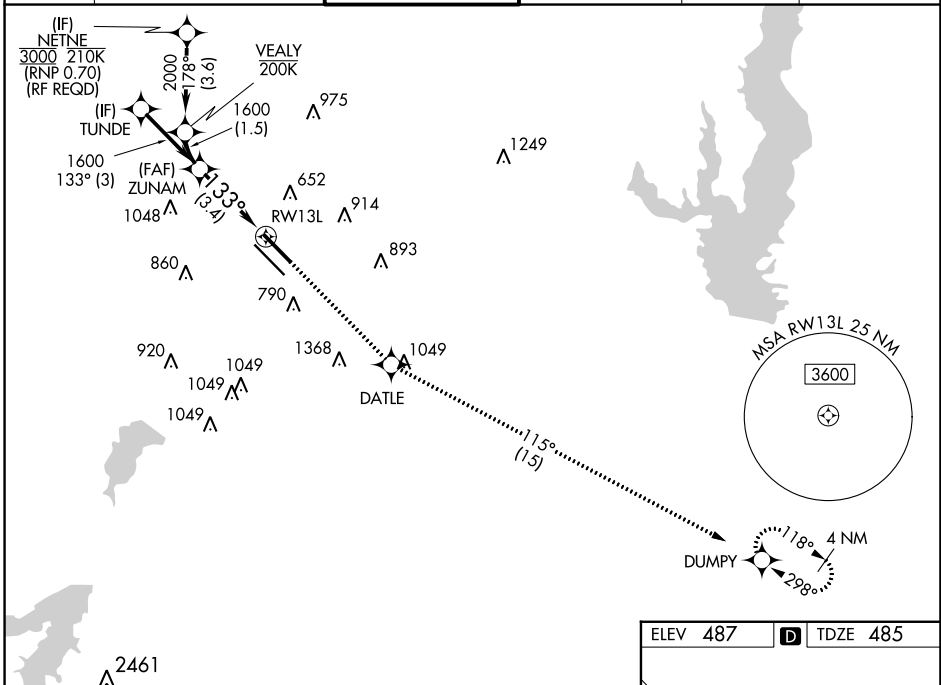 (IF)
NETNE
3000 210K
(RNP 0.70)
(RF REQD)
2000
178°
(3.6)
VEALY
200K
(IF)
TUNDE
1600
(1.5)
975
1249
1600
133° (3)
(FAF)
ZUNAM
133°
(3.4)
652
1048
914
RW13L
893
860
790
MSA RW13L 25 NM
3600
920
1368
1049
1049
1049
DATLE
1049
115°
(15)
118°
4 NM
DUMPY
298°
ELEV 487 D TDZE 485
2461